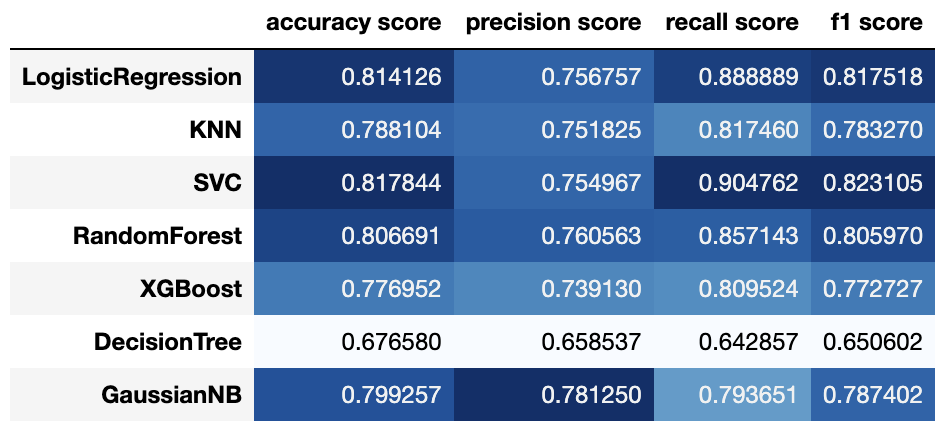 accuracy score precision score recall score f1 score
LogisticRegression 0.814126 0.756757 0.888889 0.817518
KNN 0.788104 0.751825 0.817460 0.783270
SVC 0.817844 0.754967 0.904762 0.823105
RandomForest 0.806691 0.760563 0.857143 0.805970
XGBoost 0.776952 0.739130 0.809524 0.772727
DecisionTree 0.676580 0.658537 0.642857 0.650602
GaussianNB 0.799257 0.781250 0.793651 0.787402